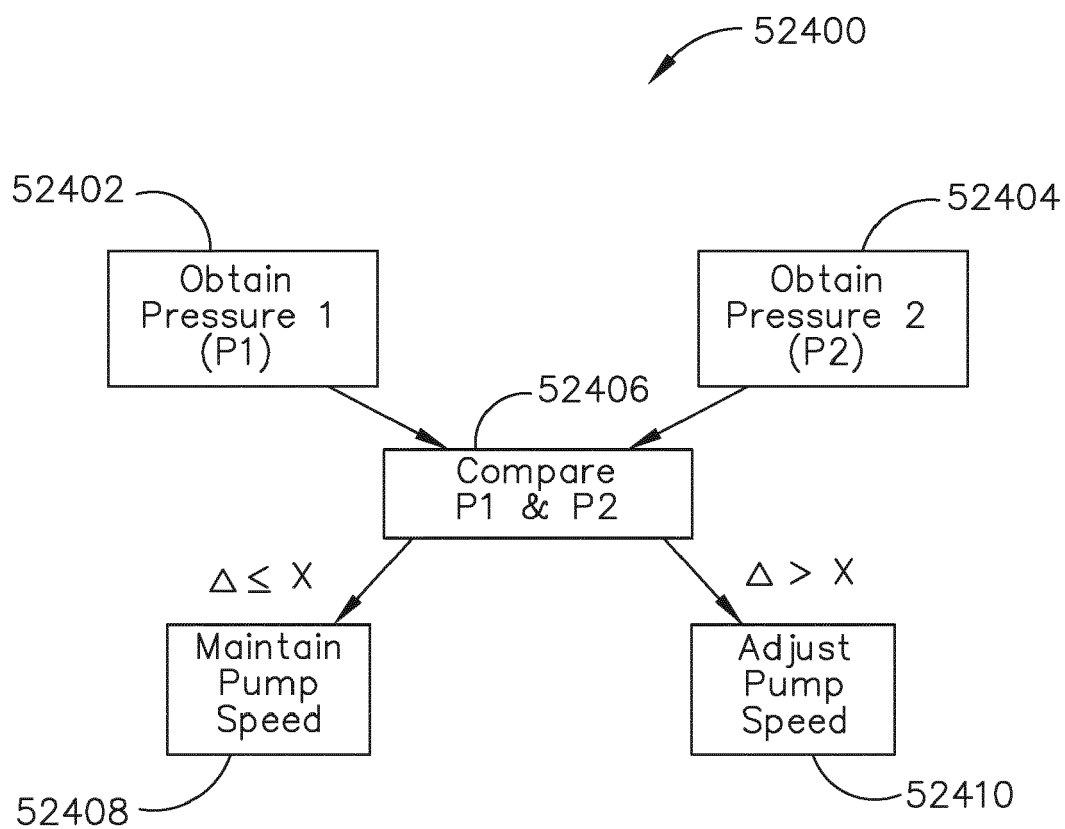 52400
52402
52404
Obtain
Pressure 1
(P1)
Obtain
Pressure 2
(P2)
52406
Compare
P1 & P2
Δ ≤ X
Δ > X
Maintain
Pump
Speed
Adjust
Pump
Speed
52408
52410